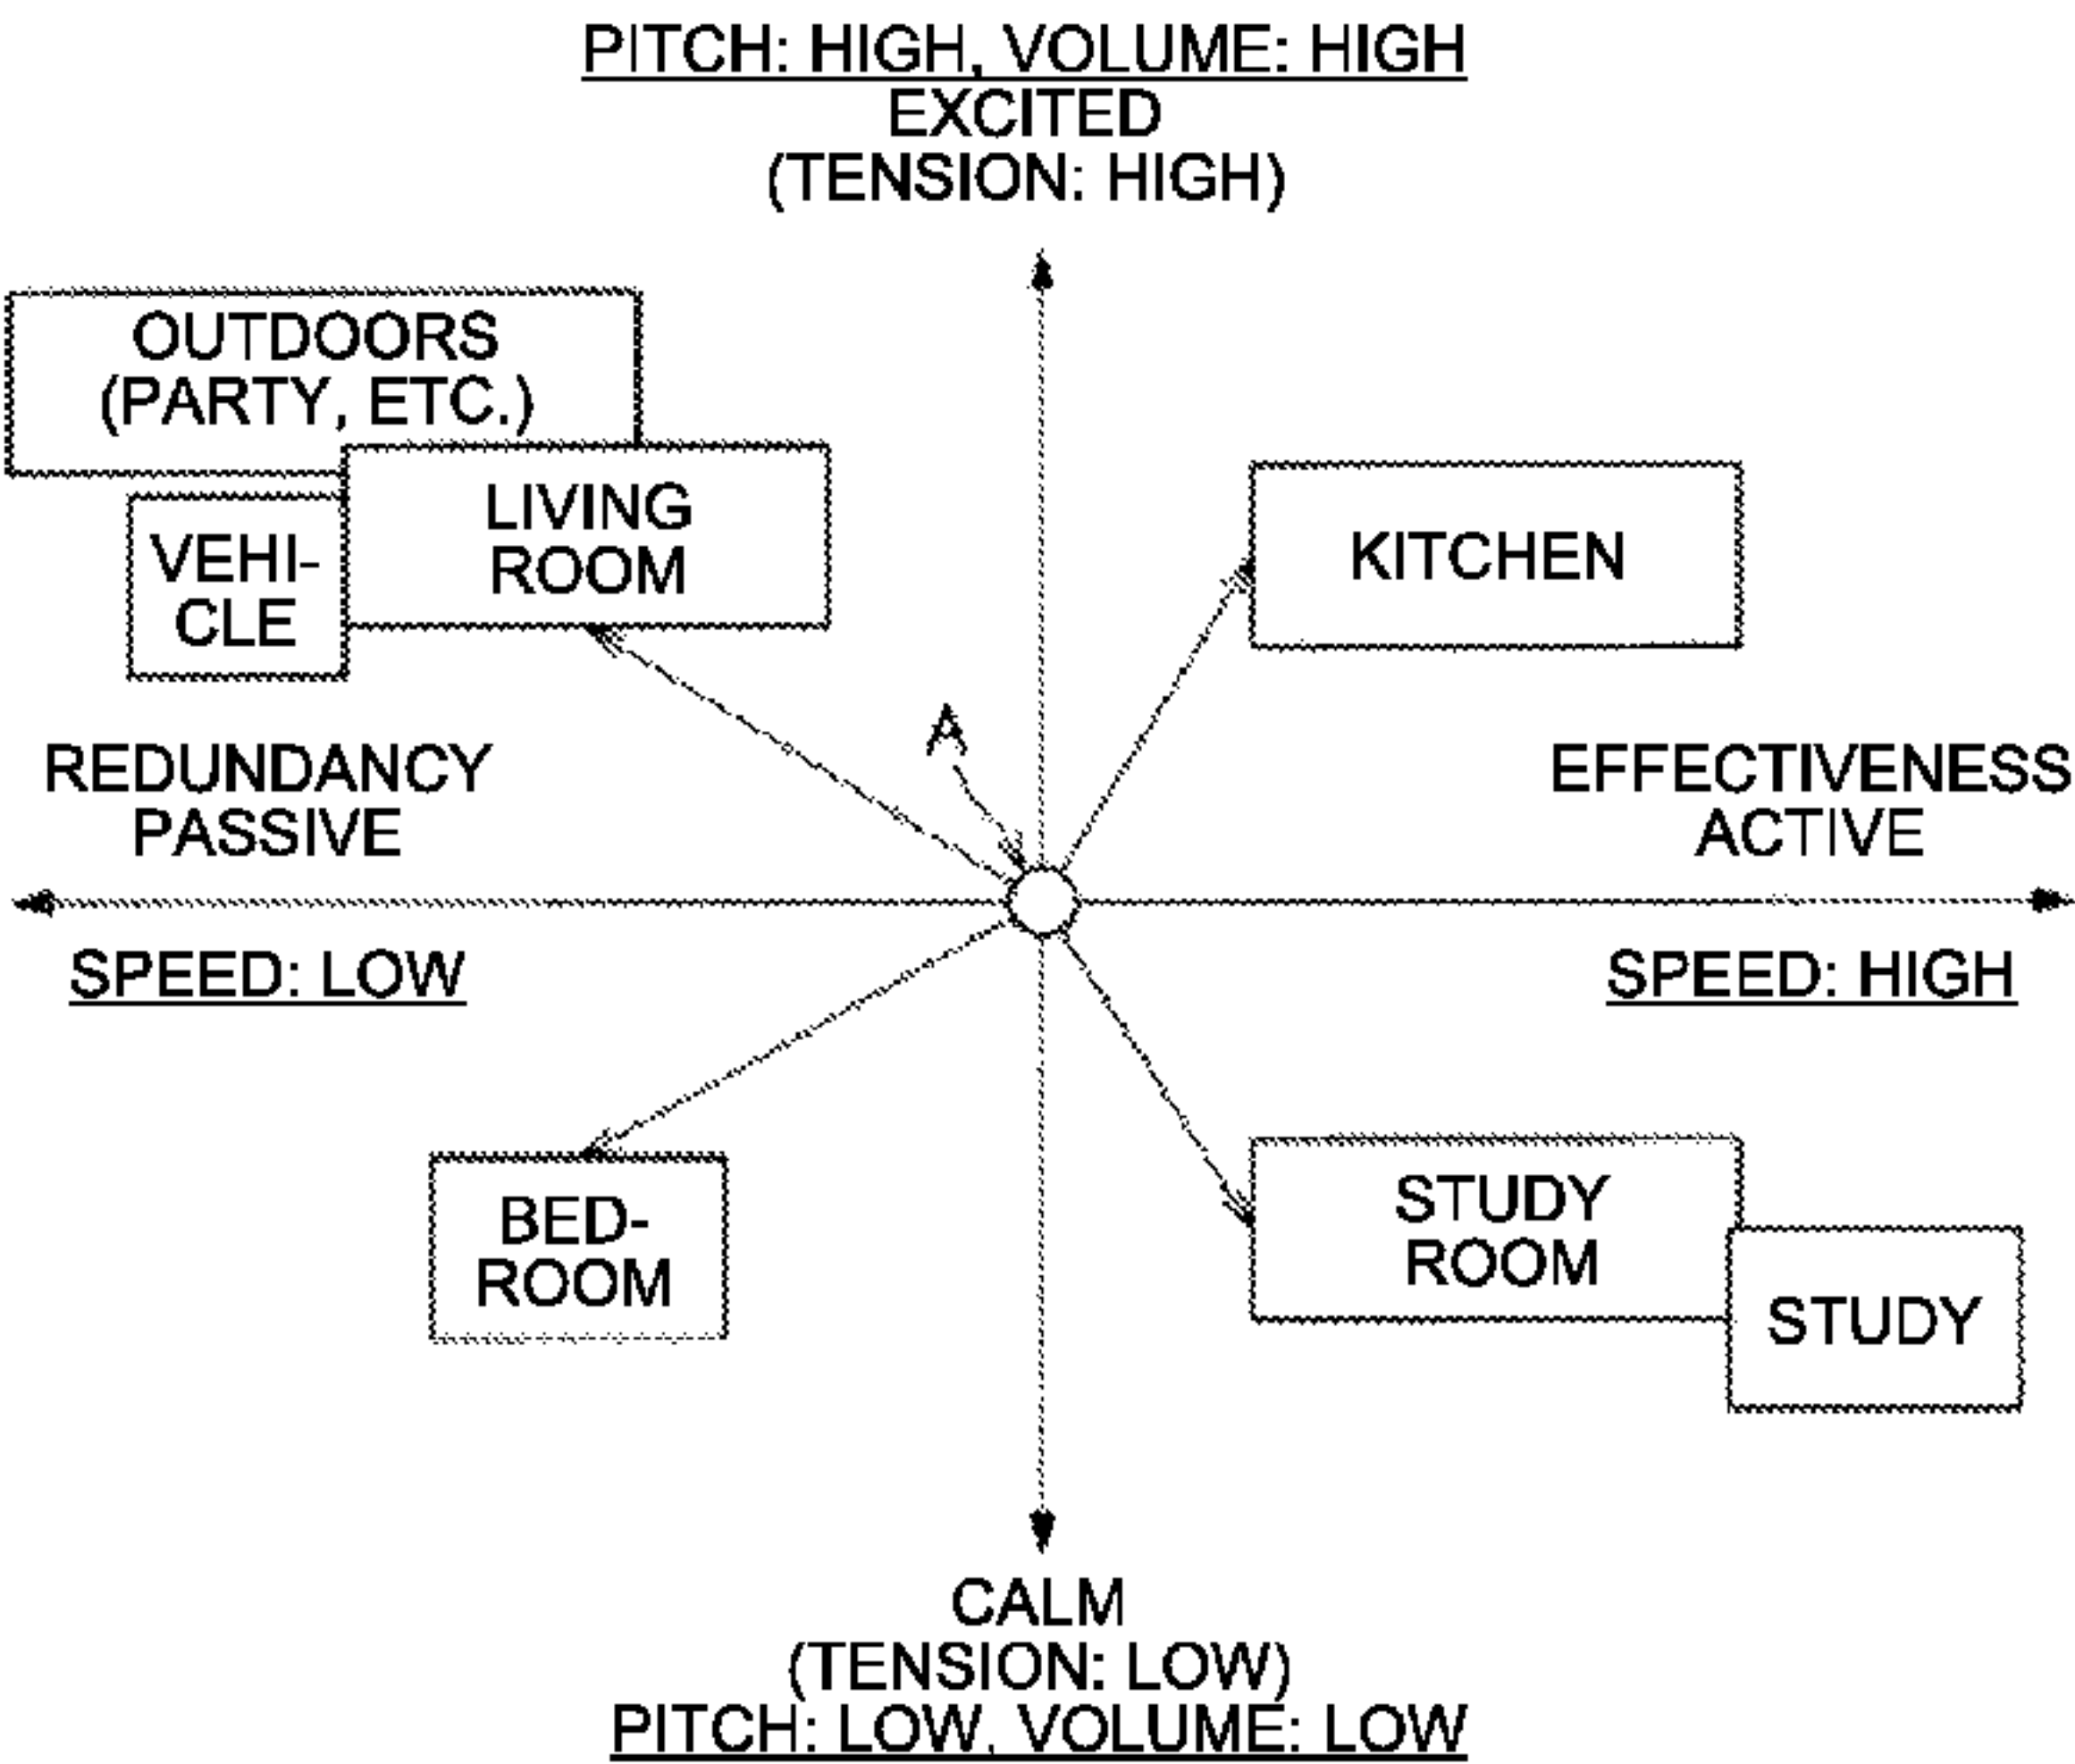 PITCH: HIGH, VOLUME: HIGH
EXCITED
(TENSION: HIGH)
OUTDOORS
(PARTY, ETC.)
LIVING
ROOM
VEHI-
CLE
KITCHEN
A
REDUNDANCY
PASSIVE
EFFECTIVENESS
ACTIVE
SPEED: LOW
SPEED: HIGH
BED-
ROOM
STUDY
ROOM
STUDY
CALM
(TENSION: LOW)
PITCH: LOW, VOLUME: LOW